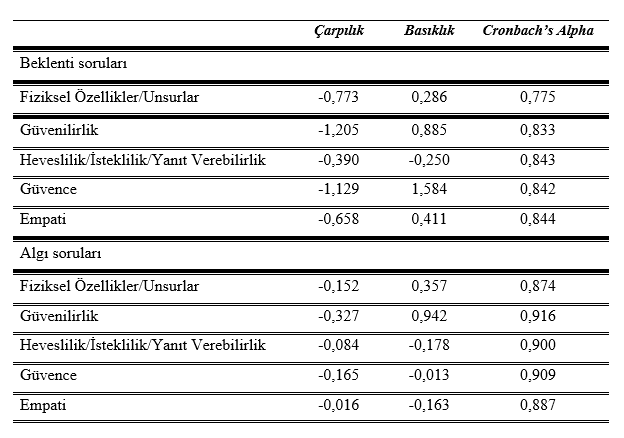 Çarpılık Basıklık Cronbach’s Alpha
Beklenti soruları
Fiziksel Özellikler/Unsurlar -0,773 0,286 0,775
Güvenilirlik -1,205 0,885 0,833
Heveslilik/İsteklilik/Yanıt Verebilirlik -0,390 -0,250 0,843
Güvence -1,129 1,584 0,842
Empati -0,658 0,411 0,844
Algı soruları
Fiziksel Özellikler/Unsurlar -0,152 0,357 0,874
Güvenilirlik -0,327 0,942 0,916
Heveslilik/İsteklilik/Yanıt Verebilirlik -0,084 -0,178 0,900
Güvence -0,165 -0,013 0,909
Empati -0,016 -0,163 0,887